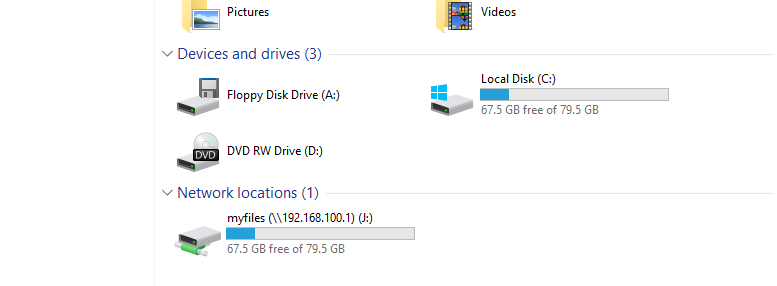 Pictures
Videos
Devices and drives (3)
Floppy Disk Drive (A:)
Local Disk (C:)
67.5 GB free of 79.5 GB
DVD RW Drive (D:)
DVD
Network locations (1)
myfiles (\\192.168.100.1) (J:)
67.5 GB free of 79.5 GB